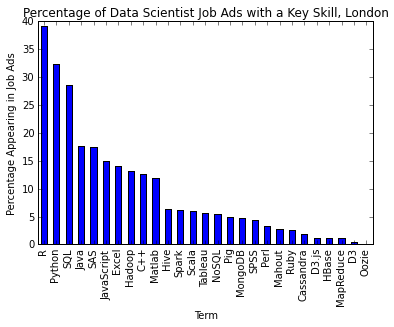 Percentage of Data Scientist Job Ads with a Key Skill, London
Percentage Appearing in Job Ads
40
35
30
25
20
15
10
5
0
R
Python
SQL
Java
SAS
JavaScript
Excel
Hadoop
C++
Matlab
Hive
Spark
Scala
Tableau
NoSQL
Pig
MongoDB
SPSS
Perl
Mahout
Ruby
Cassandra
D3.js
HBase
MapReduce
D3
Oozie
Term